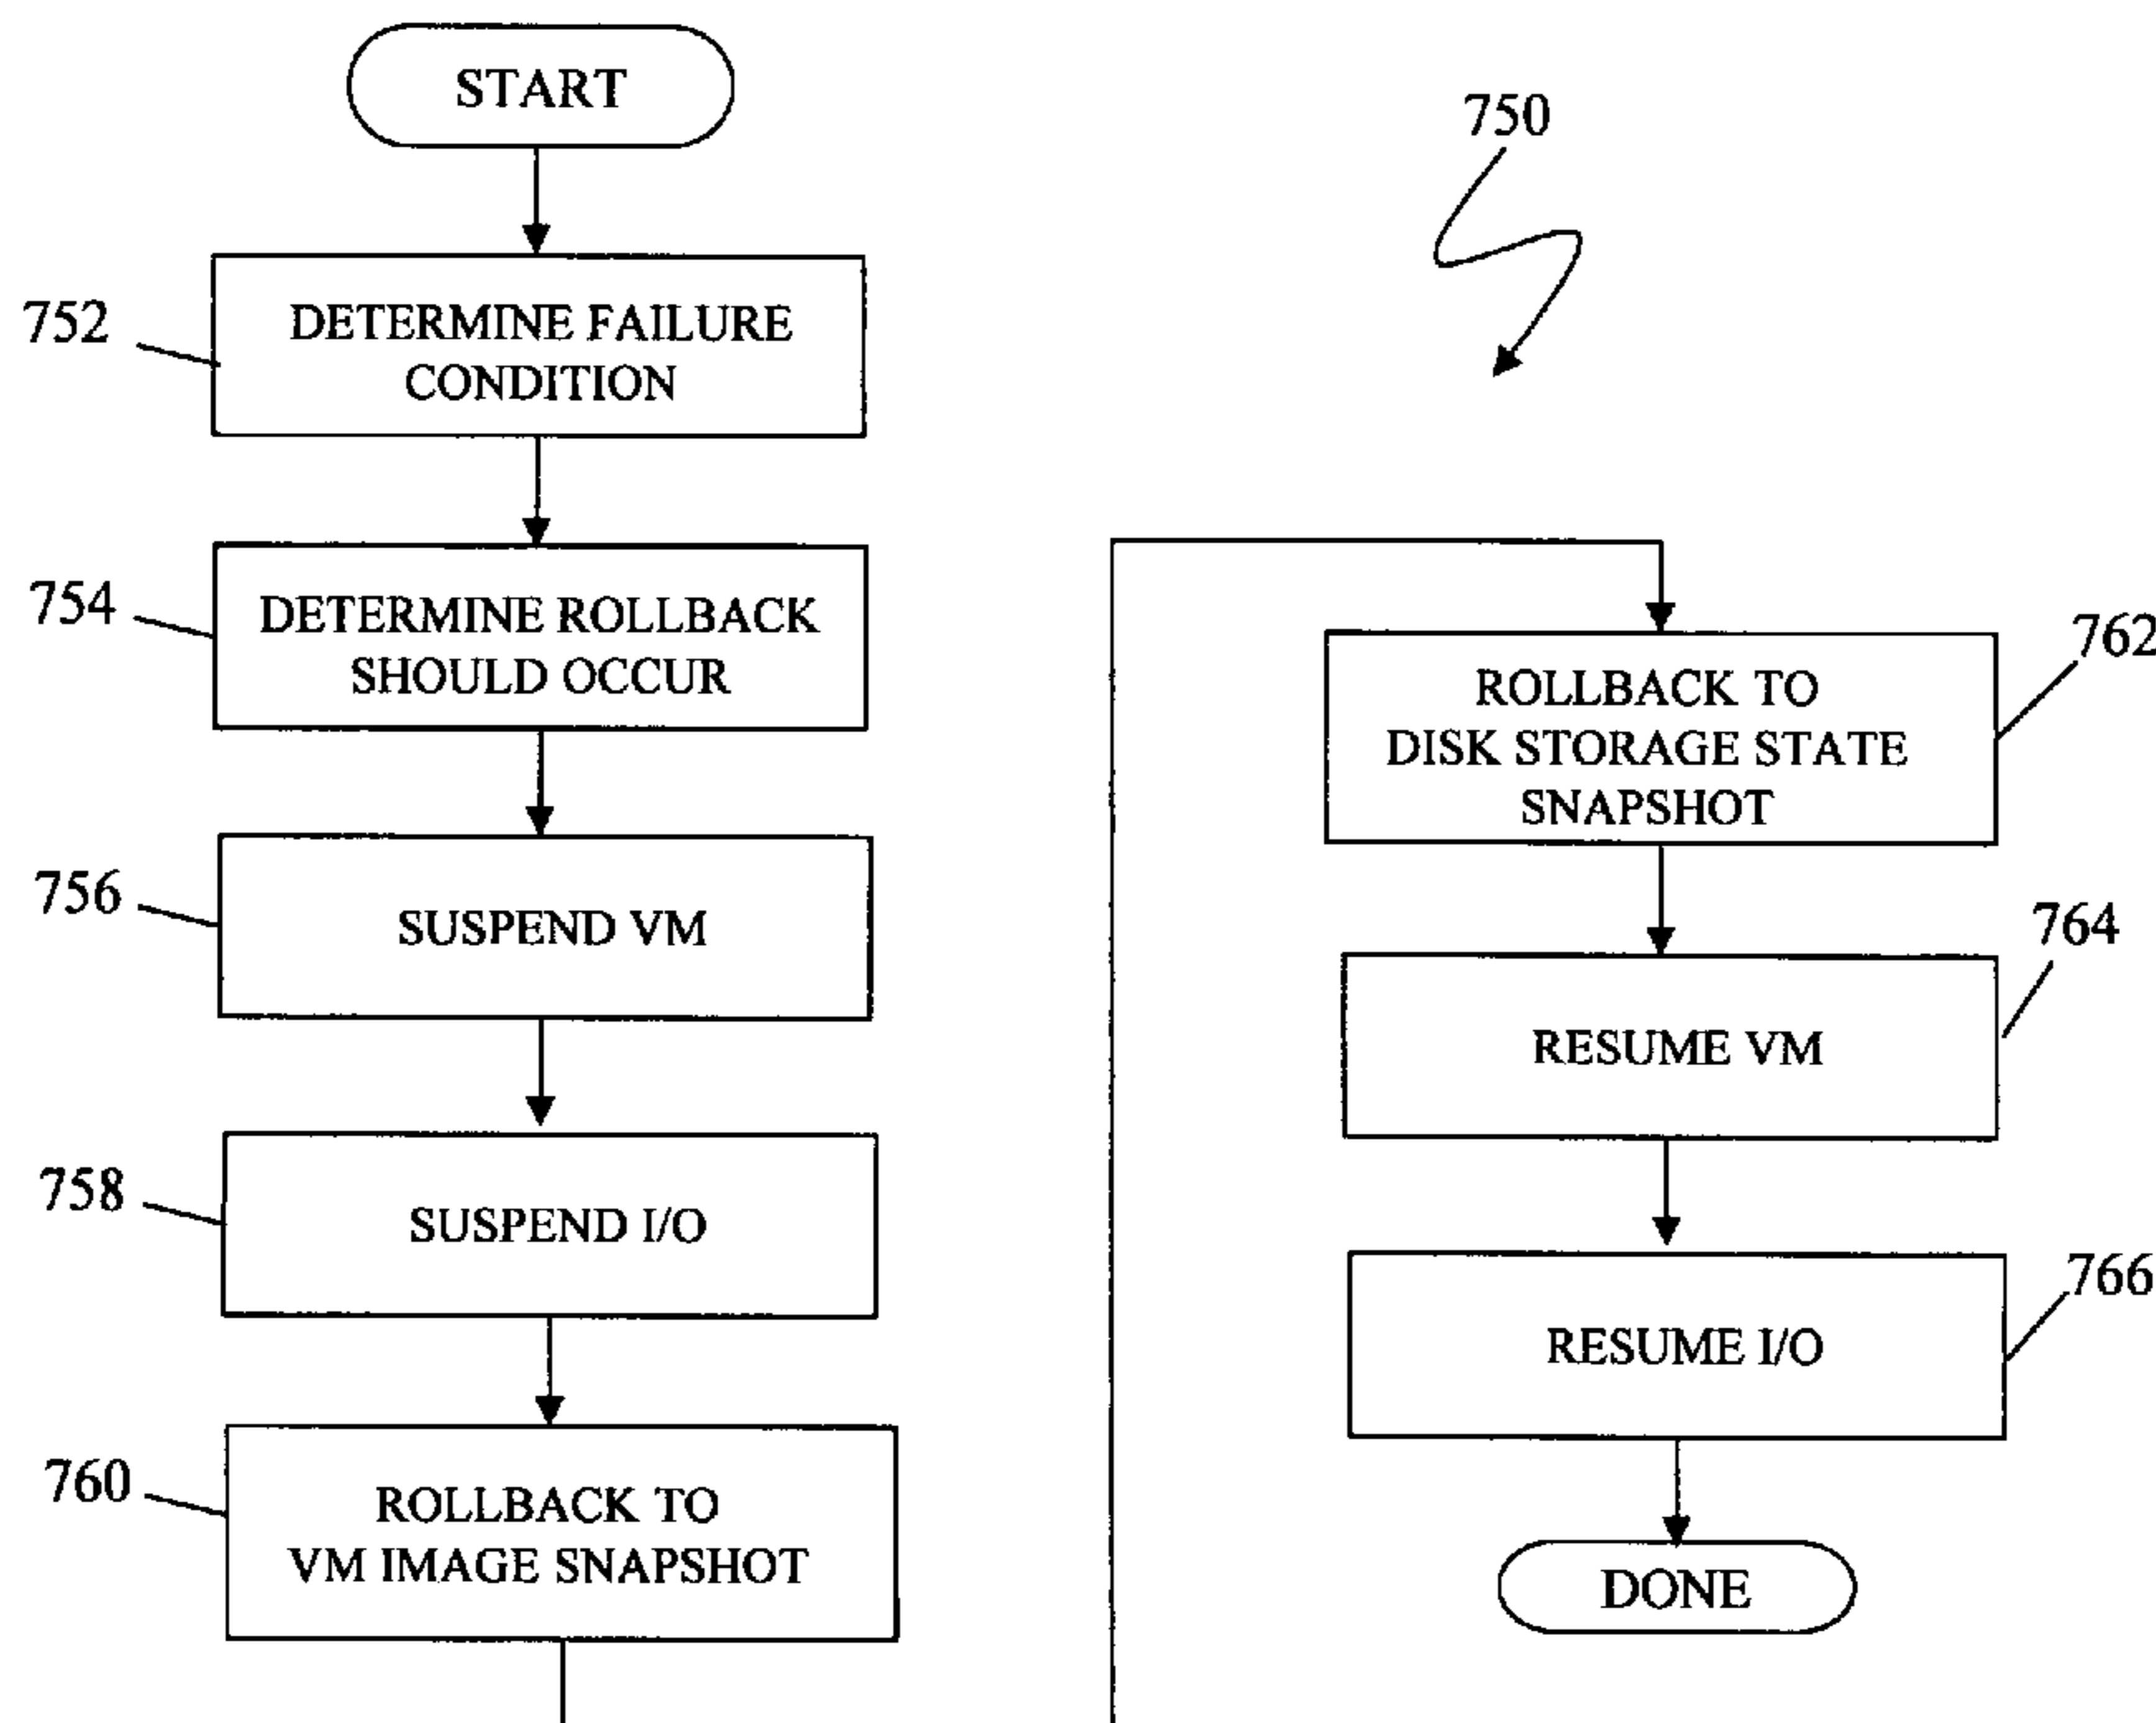 START
750
752
DETERMINE FAILURE
CONDITION
754
DETERMINE ROLLBACK
SHOULD OCCUR
756
SUSPEND VM
758
SUSPEND I/O
760
ROLLBACK TO
VM IMAGE SNAPSHOT
762
ROLLBACK TO
DISK STORAGE STATE
SNAPSHOT
764
RESUME VM
766
RESUME I/O
DONE